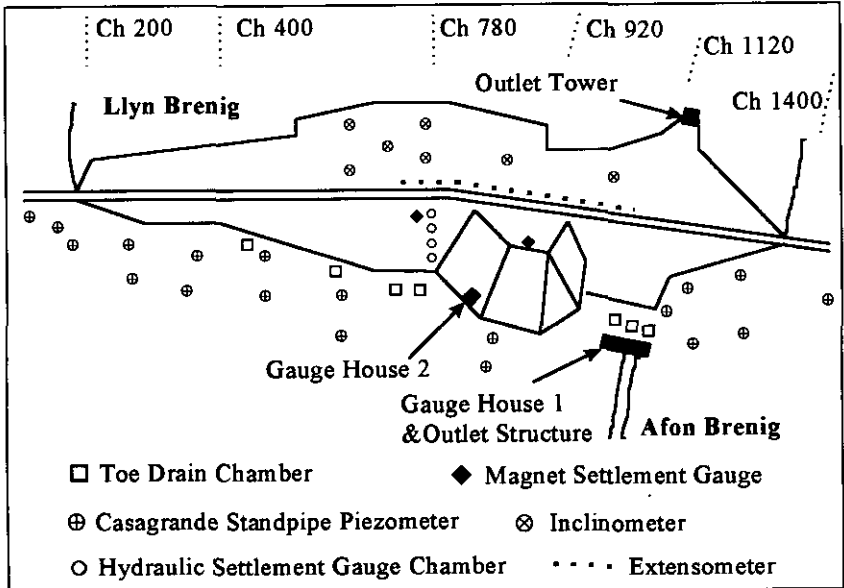 Ch 200
Ch 400
Ch 780
Ch 920
Ch 1120
Outlet Tower
Ch 1400
Llyn Brenig
Gauge House 2
Gauge House 1
&Outlet Structure
Afon Brenig
Toe Drain Chamber
Magnet Settlement Gauge
Casagrande Standpipe Piezometer
Inclinometer
Hydraulic Settlement Gauge Chamber
Extensometer